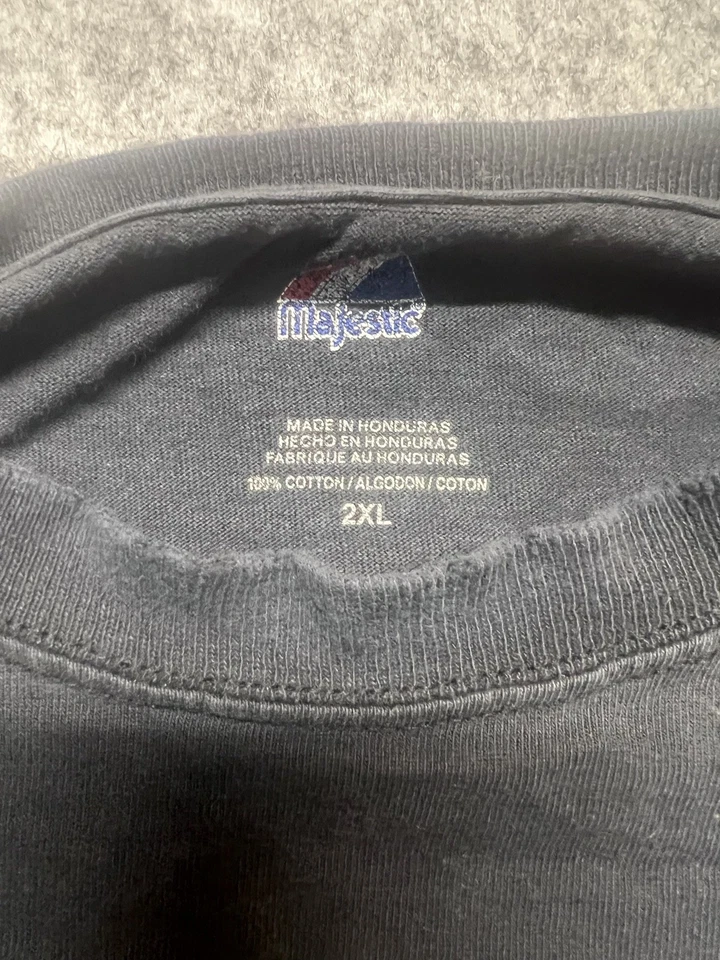 Majestic
MADE IN HONDURAS
HECHO EN HONDURAS
FABRIQUE AU HONDURAS
100% COTTON / ALGODON / COTON
2XL